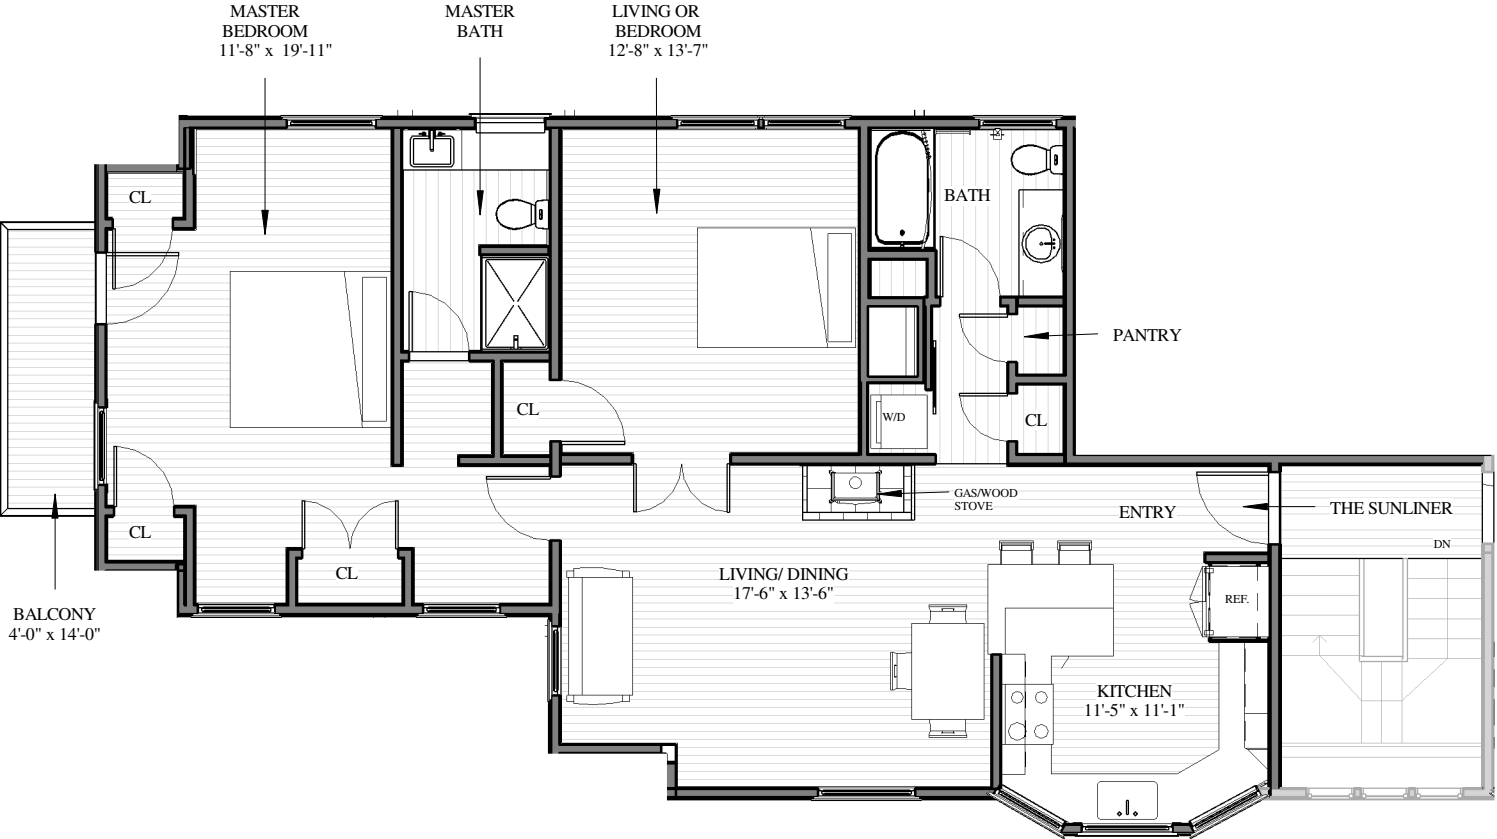 MASTER
BEDROOM
11'-8" x 19'-11"
MASTER
BATH
LIVING OR
BEDROOM
12'-8" x 13'-7"
CL
BATH
PANTRY
CL
W/D
CL
GAS/WOOD
STOVE
ENTRY
THE SUNLINER
DN
CL
CL
LIVING/ DINING
17'-6" x 13'-6"
REF.
BALCONY
4'-0" x 14'-0"
KITCHEN
11'-5" x 11'-1"